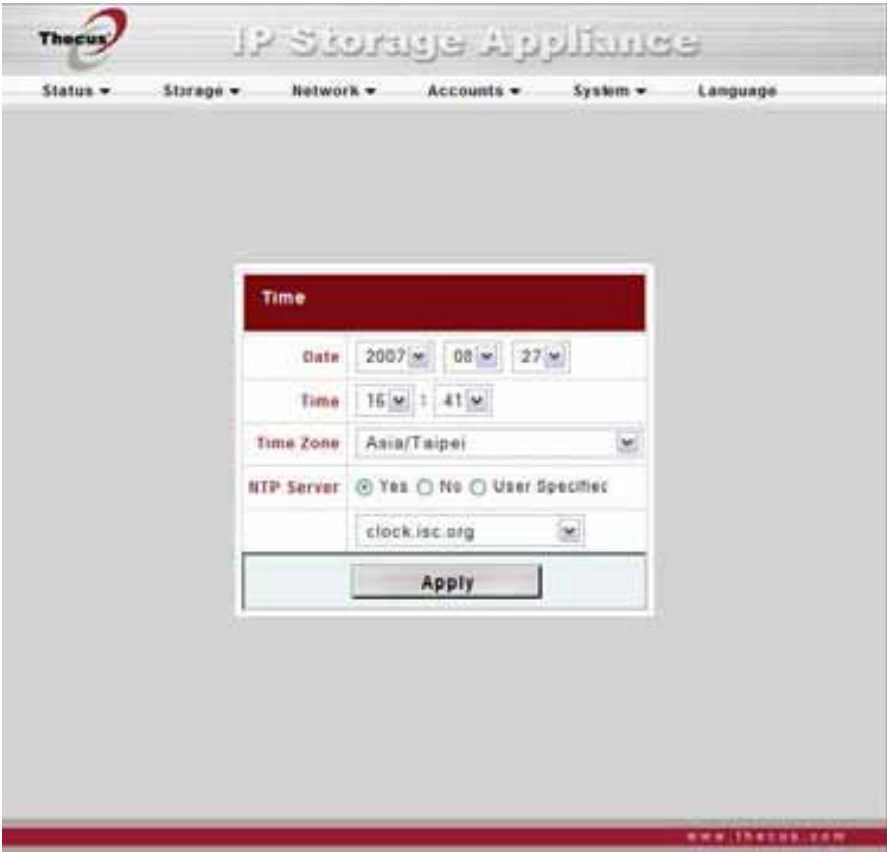 Thecus
IP Storage Appliance
Status Storage Network Accounts System Language
Time
Date 2007 08 27
Time 16 : 41
Time Zone Asia/Taipei
NTP Server Yes No User Specified
clock.isc.org
Apply
www.thecus.com